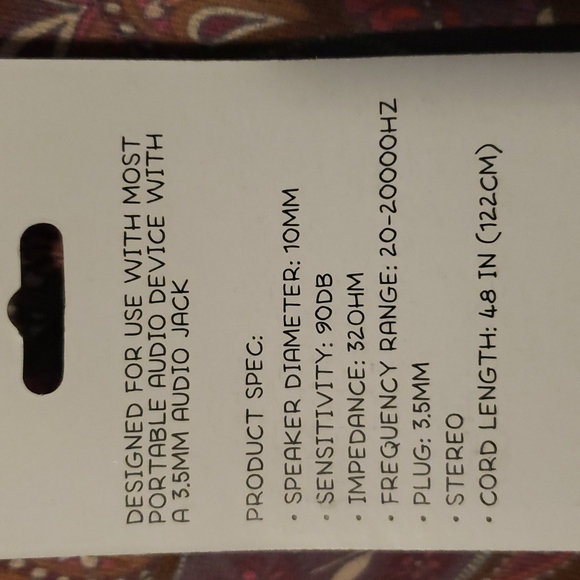 DESIGNED FOR USE WITH MOST
PORTABLE AUDIO DEVICE WITH
A 3.5MM AUDIO JACK
PRODUCT SPEC:
• SPEAKER DIAMETER: 10MM
• SENSITIVITY: 90DB
• IMPEDANCE: 32OHM
• FREQUENCY RANGE: 20-20000HZ
• PLUG: 3.5MM
• STEREO
• CORD LENGTH: 48 IN (122CM)